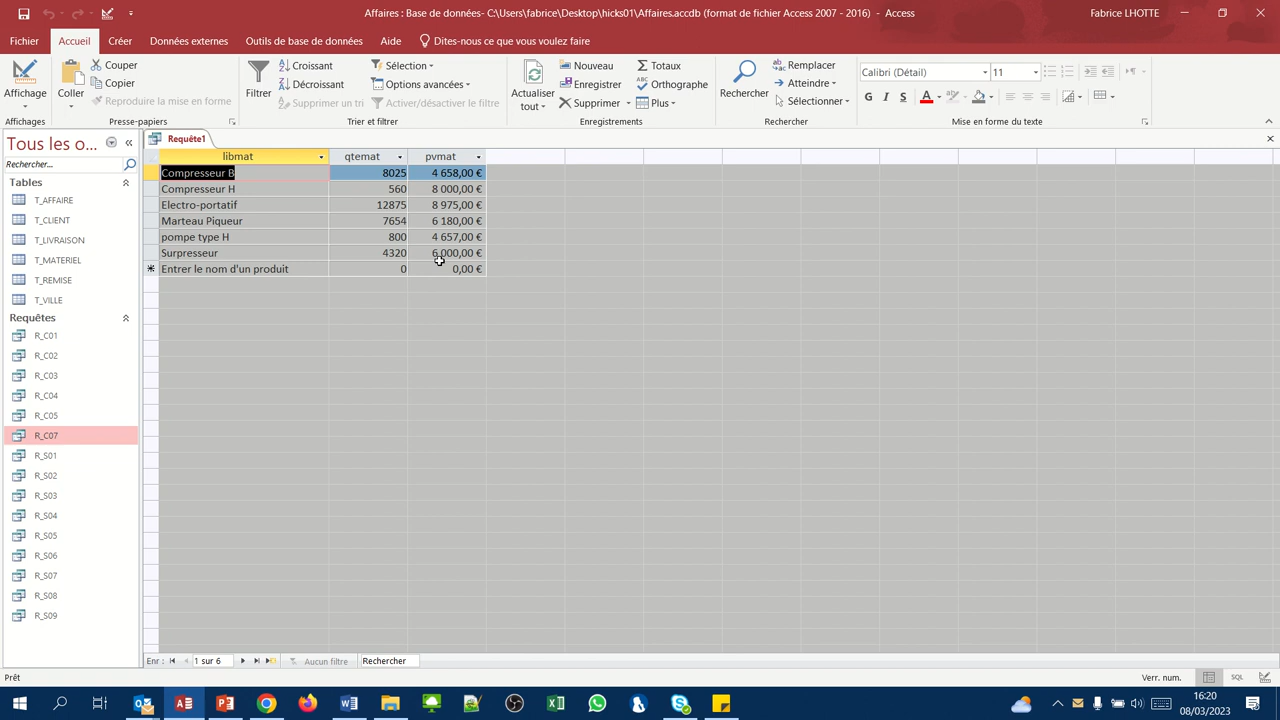 Affaires : Base de données- C:\Users\fabrice\Desktop\hicks01\Affaires.accdb (format de fichier Access 2007 - 2016) - Access
Fabrice LHOTTE
Fichier Accueil Créer Données externes Outils de base de données Aide Dites-nous ce que vous voulez faire
Affichage
Coller
Couper
Copier
Reproduire la mise en forme
Filtrer
Croissant
Décroissant
Supprimer un tri
Sélection
Options avancées
Activer/désactiver le filtre
Actualiser
tout
Nouveau
Enregistrer
Supprimer
Totaux
Orthographe
Plus
Rechercher
Remplacer
Atteindre
Sélectionner
Calibri (Détail) 11
G I S
Affichages Presse-papiers Trier et filtrer Enregistrements Rechercher Mise en forme du texte
Tous les o...
Rechercher...
Tables
T_AFFAIRE
T_CLIENT
T_LIVRAISON
T_MATERIEL
T_REMISE
T_VILLE
Requêtes
R_C01
R_C02
R_C03
R_C04
R_C05
R_C07
R_S01
R_S02
R_S03
R_S04
R_S05
R_S06
R_S07
R_S08
R_S09
Requête1
libmat qtemat pvmat
Compresseur B 8025 4 658,00 €
Compresseur H 560 8 000,00 €
Electro-portatif 12875 8 975,00 €
Marteau Piqueur 7654 6 180,00 €
pompe type H 800 4 657,00 €
Surpresseur 4320 6 000,00 €
Entrer le nom d'un produit 0 0,00 €
Enr : 1 sur 6 Aucun filtre Rechercher
Prêt
Verr. num. SQL
16:20
08/03/2023